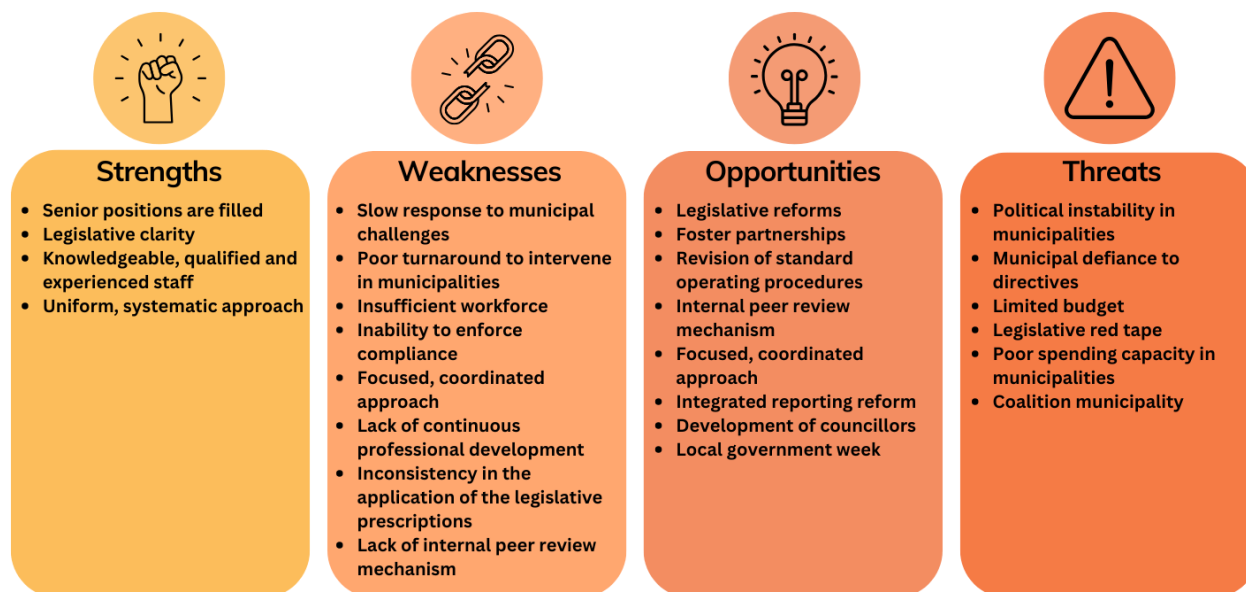 Strengths
• Senior positions are filled
• Legislative clarity
• Knowledgeable, qualified and
experienced staff
• Uniform, systematic approach
Weaknesses
• Slow response to municipal
challenges
• Poor turnaround to intervene
in municipalities
• Insufficient workforce
• Inability to enforce
compliance
• Focused, coordinated
approach
• Lack of continuous
professional development
• Inconsistency in the
application of the legislative
prescriptions
• Lack of internal peer review
mechanism
Opportunities
• Legislative reforms
• Foster partnerships
• Revision of standard
operating procedures
• Internal peer review
mechanism
• Focused, coordinated
approach
• Integrated reporting reform
• Development of councillors
• Local government week
Threats
• Political instability in
municipalities
• Municipal defiance to
directives
• Limited budget
• Legislative red tape
• Poor spending capacity in
municipalities
• Coalition municipality